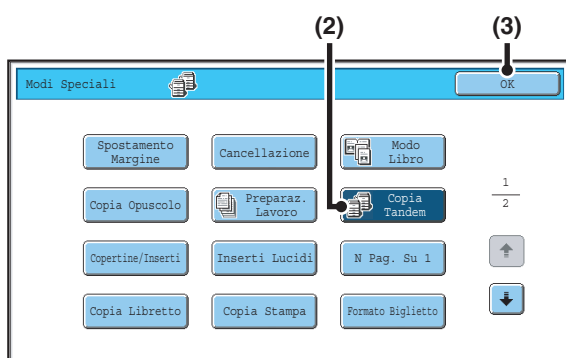 (2) (3)
Modi Speciali OK
Spostamento
Margine
Cancellazione
Modo
Libro
Copia Opuscolo
Preparaz.
Lavoro
Copia
Tandem
1
2
Copertine/Inserti
Inserti Lucidi
N Pag. Su 1
Copia Libretto
Copia Stampa
Formato Biglietto